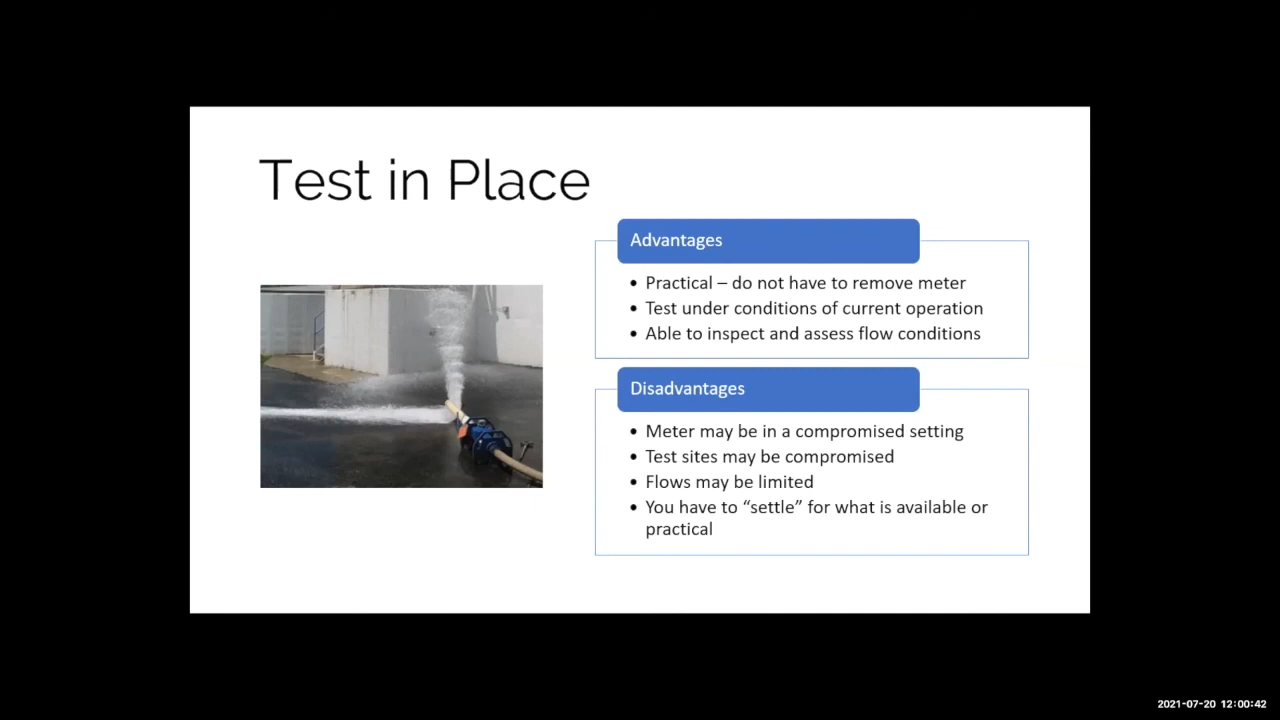 Test in Place
Advantages
• Practical – do not have to remove meter
• Test under conditions of current operation
• Able to inspect and assess flow conditions
Disadvantages
• Meter may be in a compromised setting
• Test sites may be compromised
• Flows may be limited
• You have to “settle” for what is available or
practical
2021-07-20 12:00:42